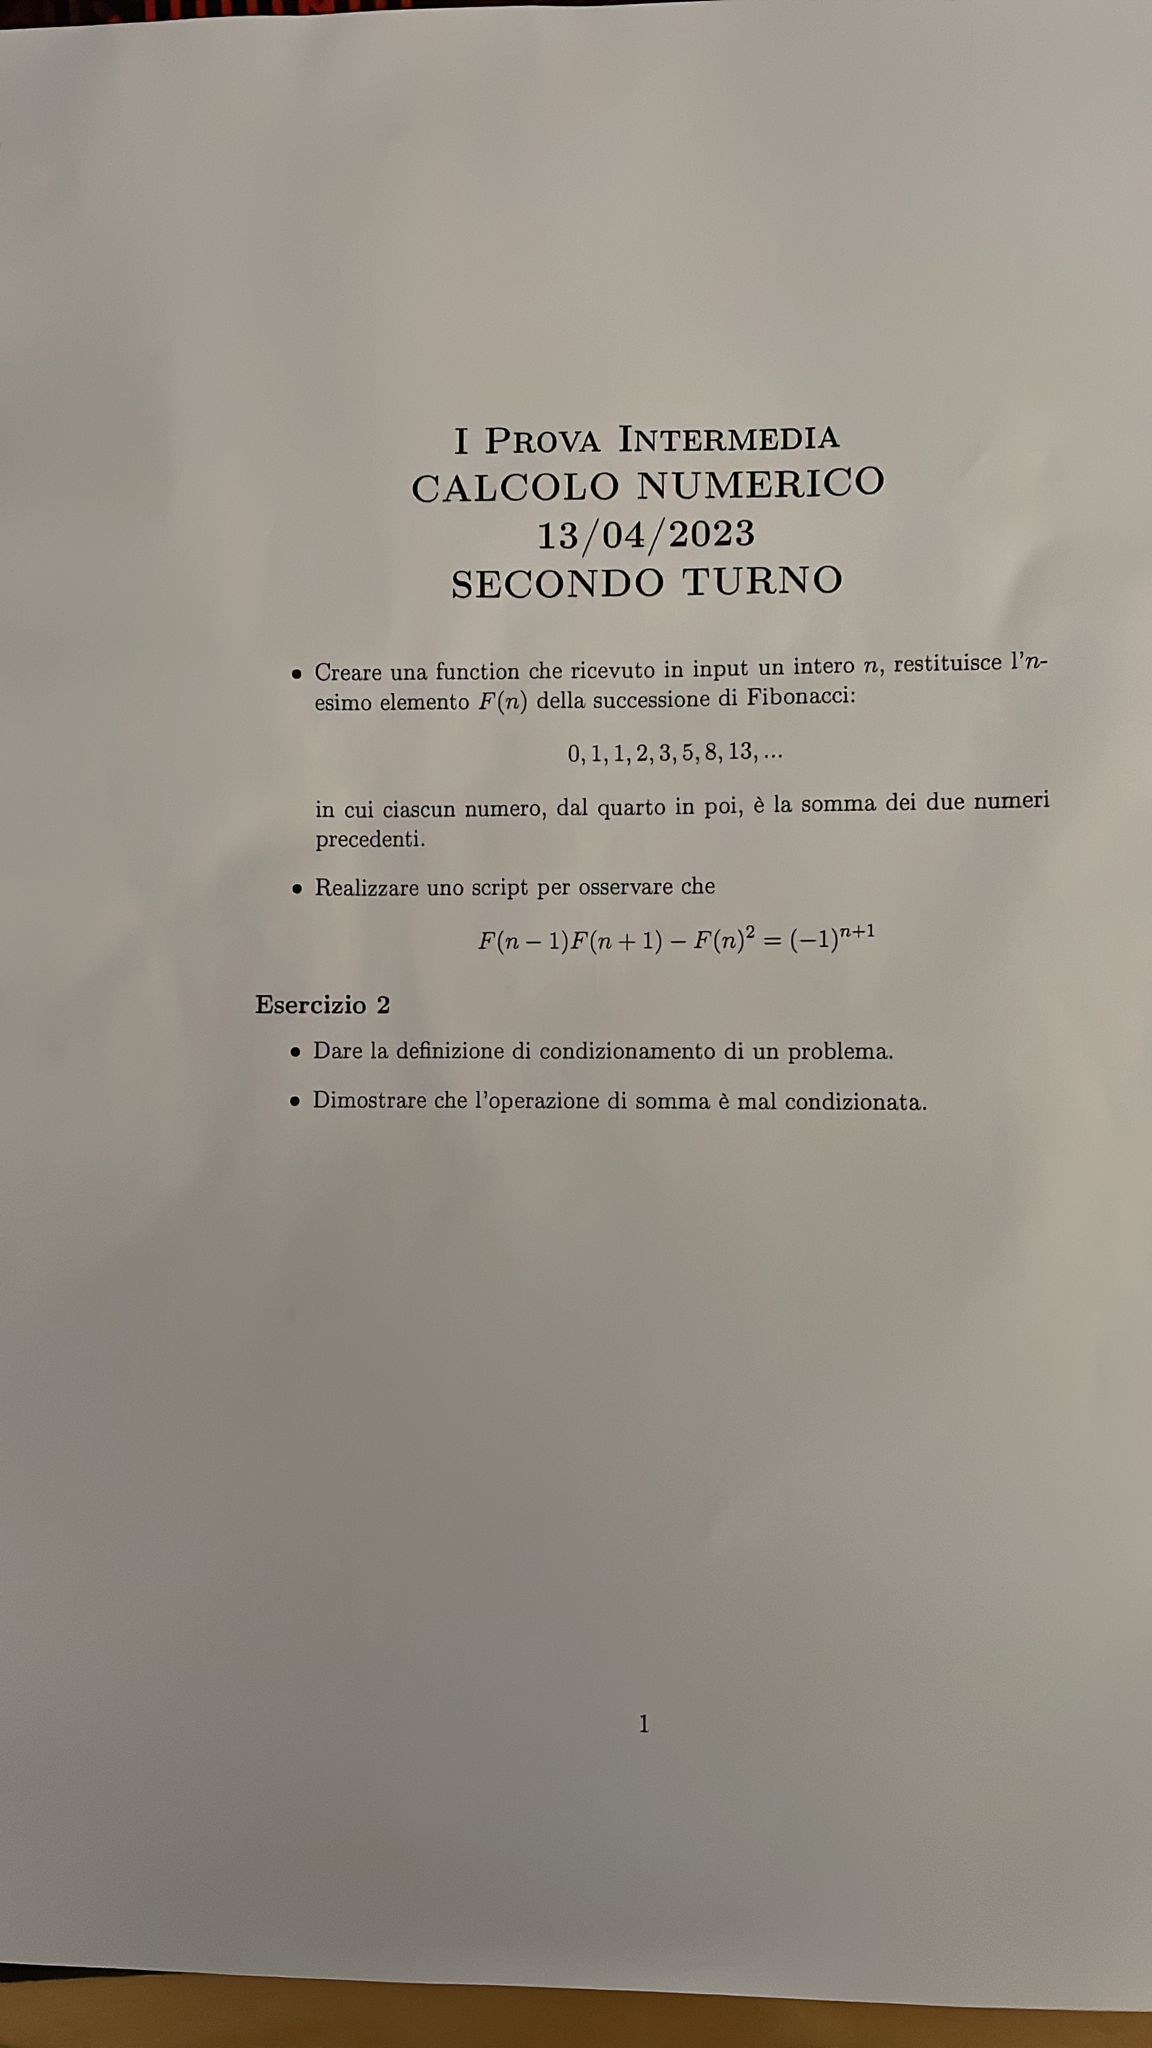 I Prova Intermedia
CALCOLO NUMERICO
13/04/2023
SECONDO TURNO
• Creare una function che ricevuto in input un intero n, restituisce l'n-
esimo elemento F(n) della successione di Fibonacci:
0, 1, 1, 2, 3, 5, 8, 13, ...
in cui ciascun numero, dal quarto in poi, è la somma dei due numeri
precedenti.
• Realizzare uno script per osservare che
F(n − 1)F(n + 1) − F(n)² = (−1)ⁿ⁺¹
Esercizio 2
• Dare la definizione di condizionamento di un problema.
• Dimostrare che l'operazione di somma è mal condizionata.
1